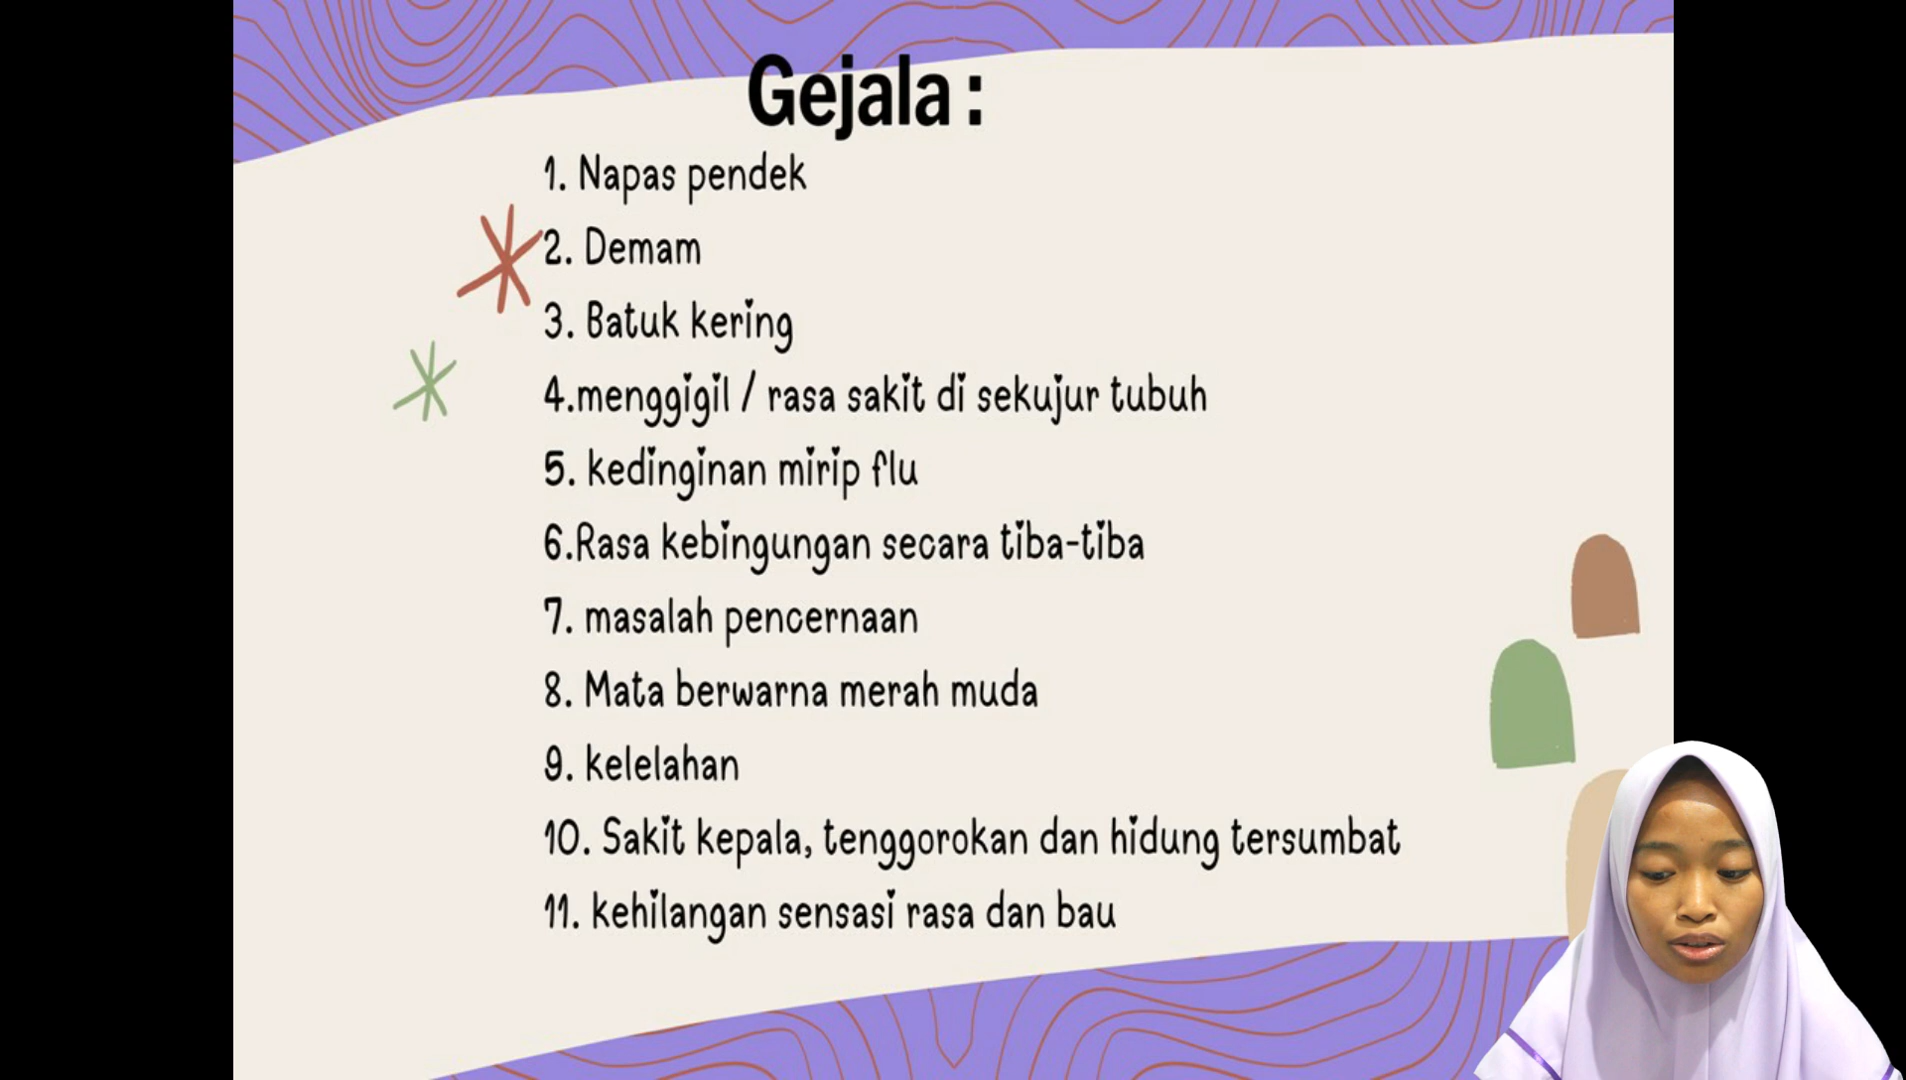 Gejala :
1. Napas pendek
2. Demam
3. Batuk kering
4.menggigil / rasa sakit di sekujur tubuh
5. kedinginan mirip flu
6.Rasa kebingungan secara tiba-tiba
7. masalah pencernaan
8. Mata berwarna merah muda
9. kelelahan
10. Sakit kepala, tenggorokan dan hidung tersumbat
11. kehilangan sensasi rasa dan bau